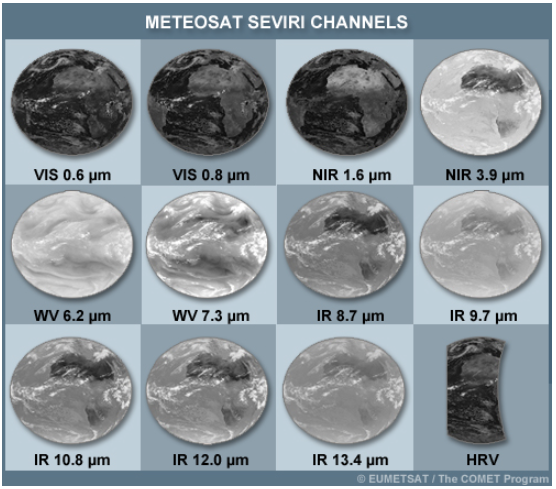 METEOSAT SEVIRI CHANNELS
VIS 0.6 µm
VIS 0.8 µm
NIR 1.6 µm
NIR 3.9 µm
WV 6.2 µm
WV 7.3 µm
IR 8.7 µm
IR 9.7 µm
IR 10.8 µm
IR 12.0 µm
IR 13.4 µm
HRV
© EUMETSAT / The COMET Program